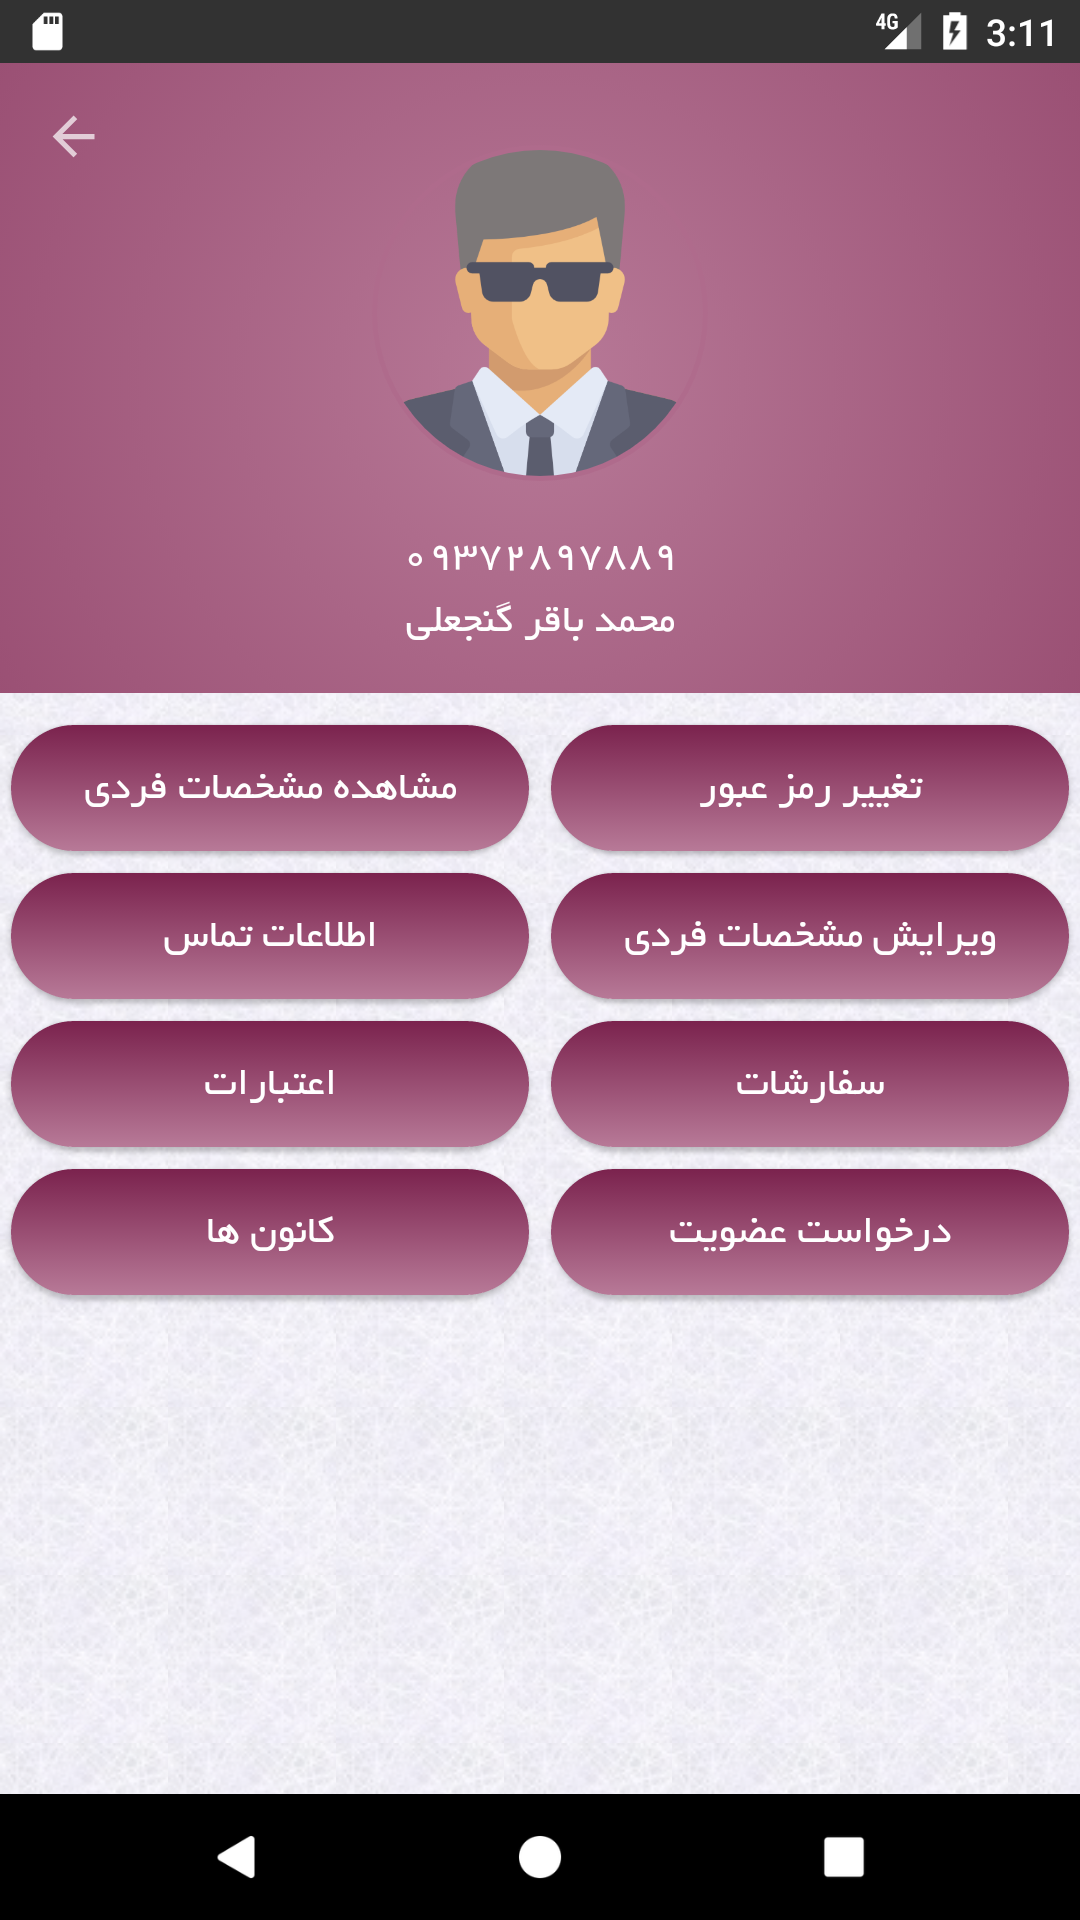 4G 3:11
۰۹۳۷۲۸۹۷۸۸۹
محمد باقر گنجعلی
تغییر رمز عبور
مشاهده مشخصات فردی
ویرایش مشخصات فردی
اطلاعات تماس
سفارشات
اعتبارات
درخواست عضویت
کانون ها